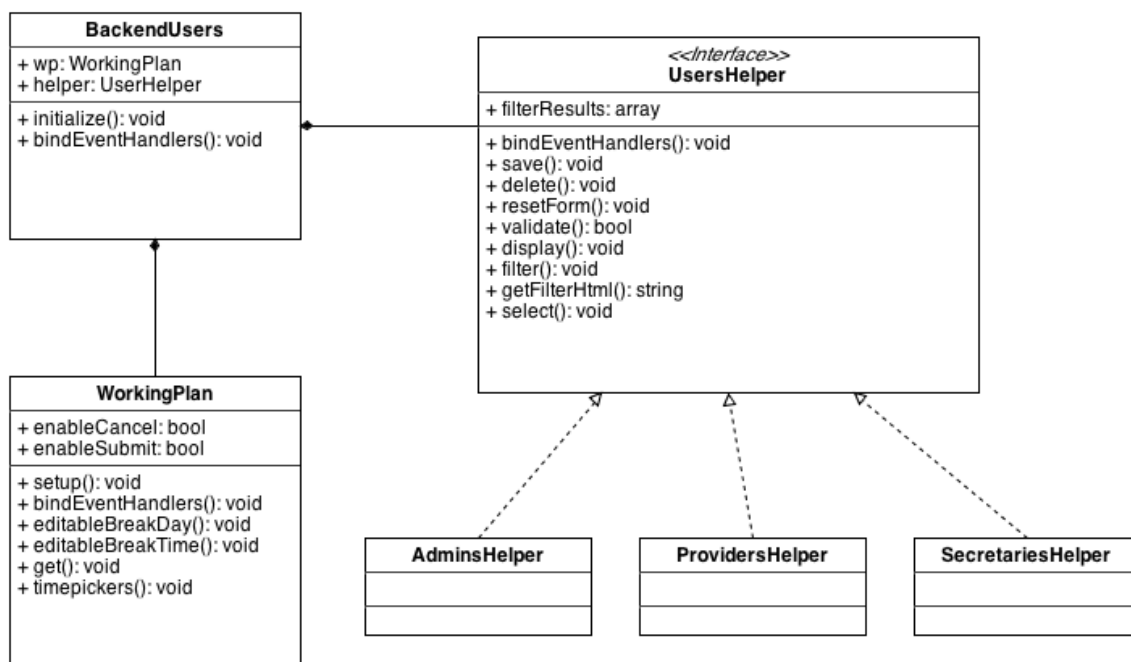 BackendUsers
+ wp: WorkingPlan
+ helper: UserHelper
+ initialize(): void
+ bindEventHandlers(): void
<<Interface>>
UsersHelper
+ filterResults: array
+ bindEventHandlers(): void
+ save(): void
+ delete(): void
+ resetForm(): void
+ validate(): bool
+ display(): void
+ filter(): void
+ getFilterHtml(): string
+ select(): void
WorkingPlan
+ enableCancel: bool
+ enableSubmit: bool
+ setup(): void
+ bindEventHandlers(): void
+ editableBreakDay(): void
+ editableBreakTime(): void
+ get(): void
+ timepickers(): void
AdminsHelper
ProvidersHelper
SecretariesHelper